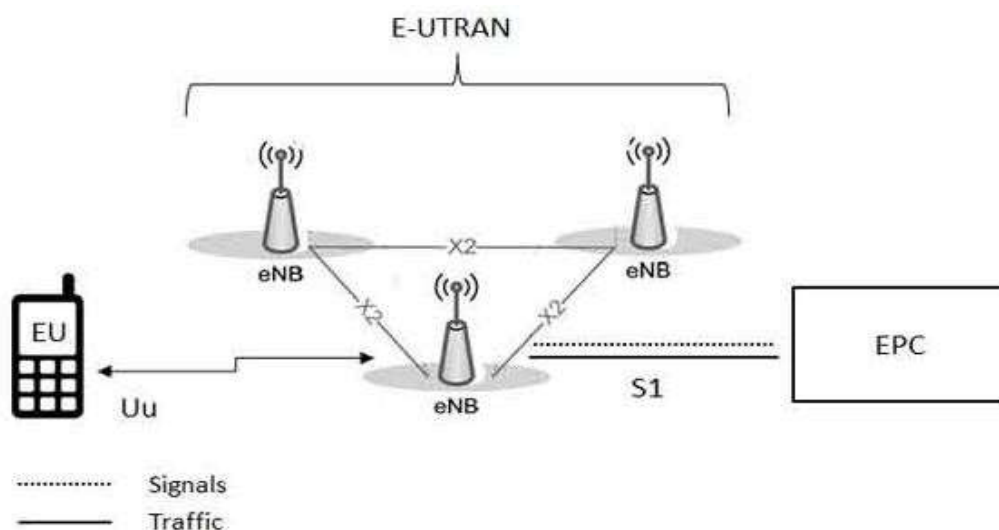 E-UTRAN
X2
eNB
eNB
X2
X2
EU
EPC
eNB
S1
Uu
Signals
Traffic